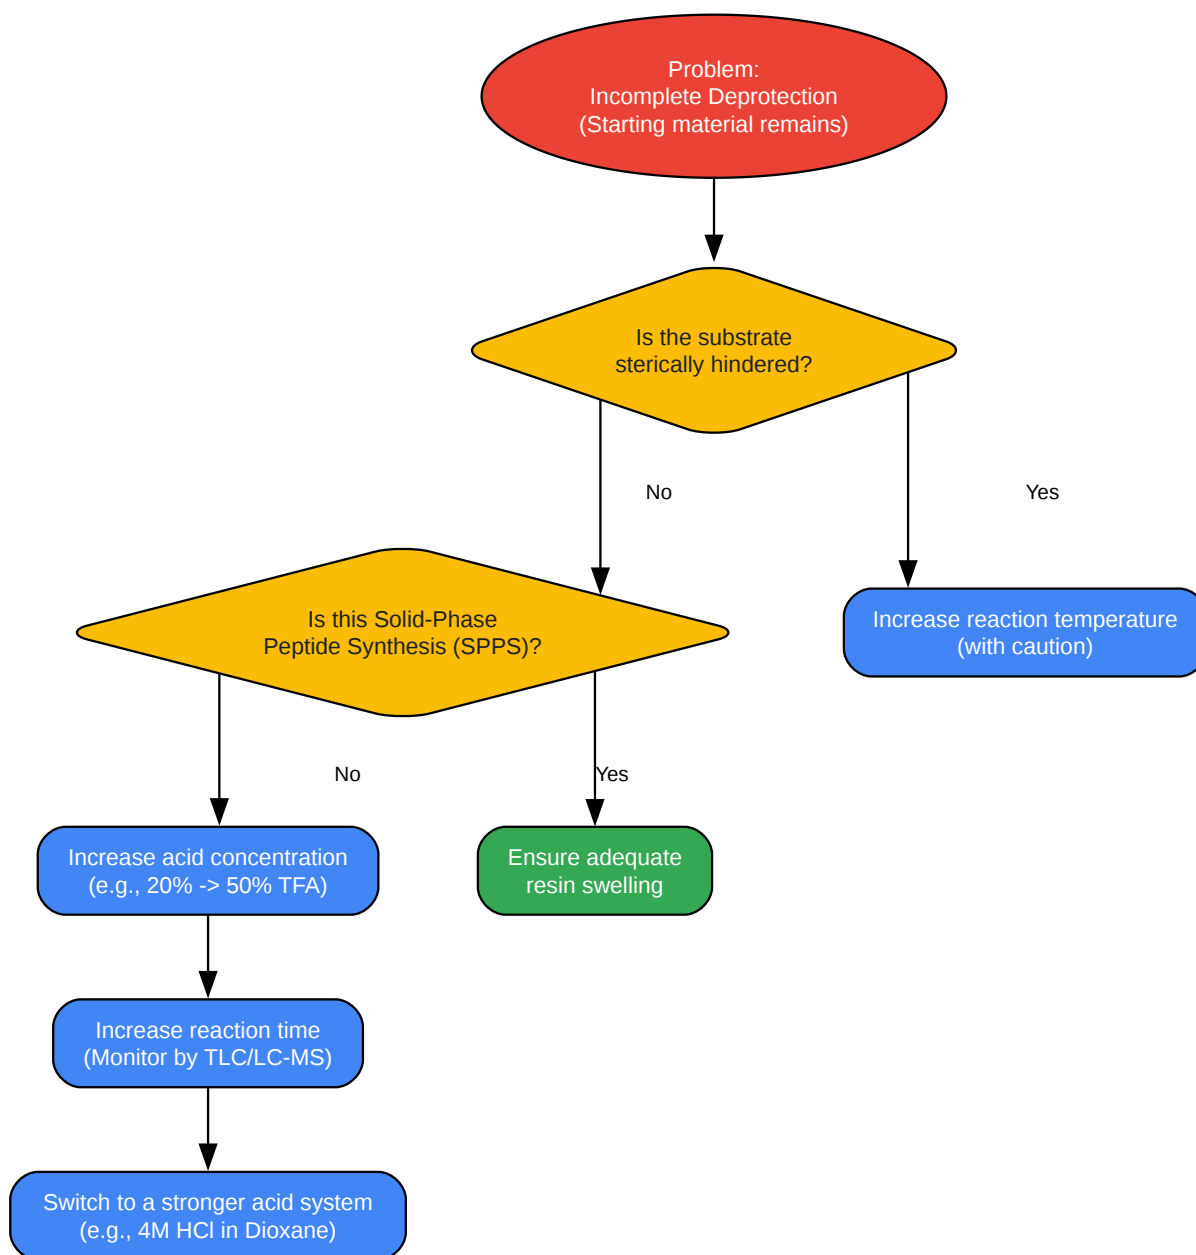 Problem:
Incomplete Deprotection
(Starting material remains)
Is the substrate
sterically hindered?
No
Yes
Is this Solid-Phase
Peptide Synthesis (SPPS)?
Increase reaction temperature
(with caution)
No
Yes
Increase acid concentration
(e.g., 20% -> 50% TFA)
Ensure adequate
resin swelling
Increase reaction time
(Monitor by TLC/LC-MS)
Switch to a stronger acid system
(e.g., 4M HCl in Dioxane)